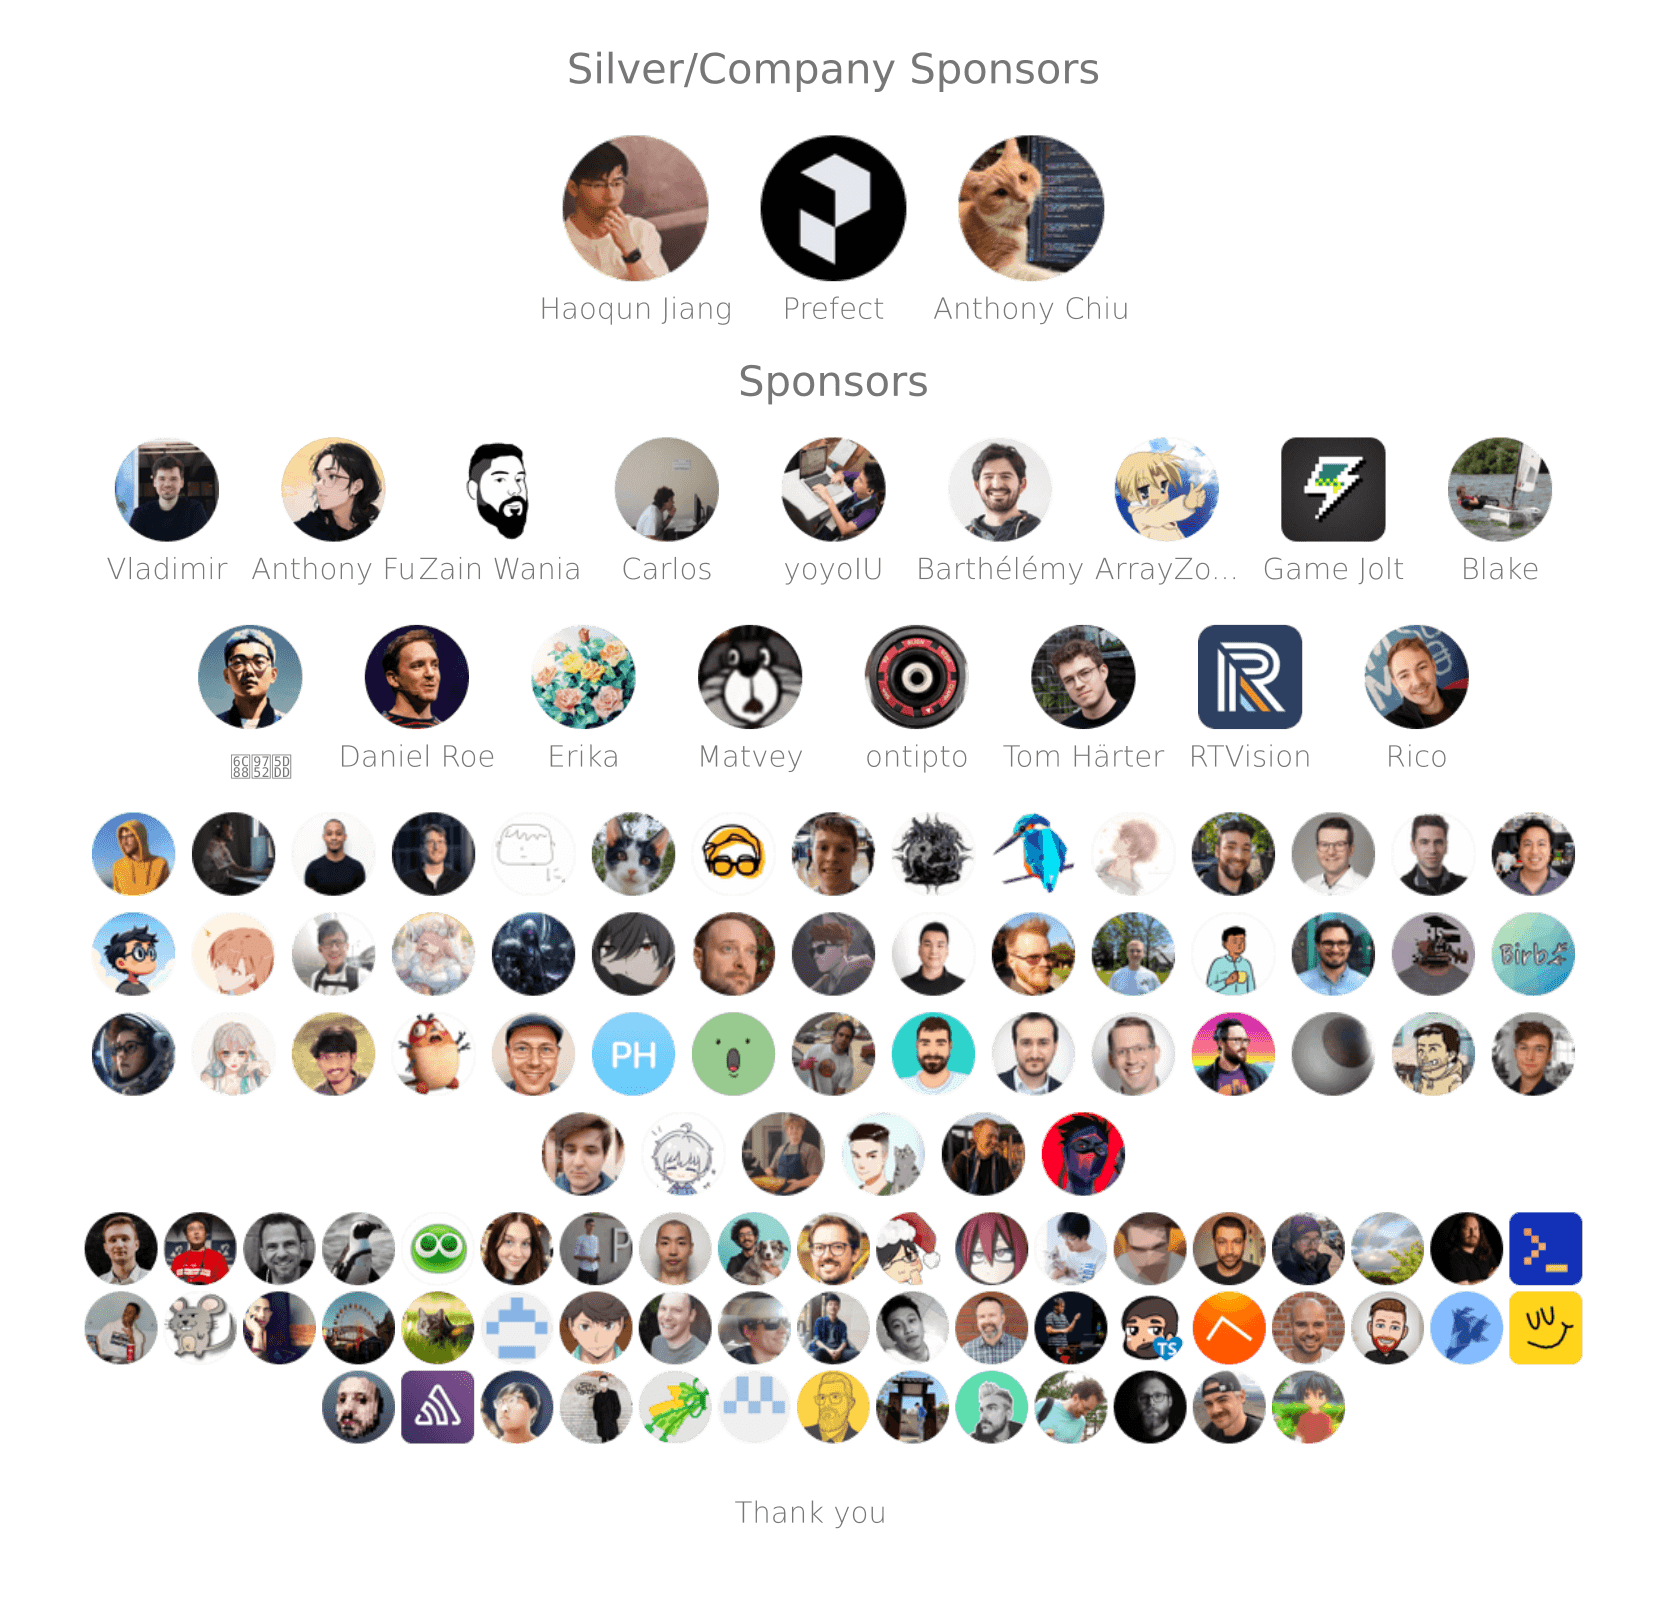 Silver/Company Sponsors
Haoqun Jiang Prefect Anthony Chiu
Sponsors
Vladimir Anthony Fu Zain Wania Carlos yoyoIU Barthélémy ArrayZo... Game Jolt Blake
Daniel Roe Erika Matvey ontipto Tom Härter RTVision Rico
Birb
PH
TS
Thank you